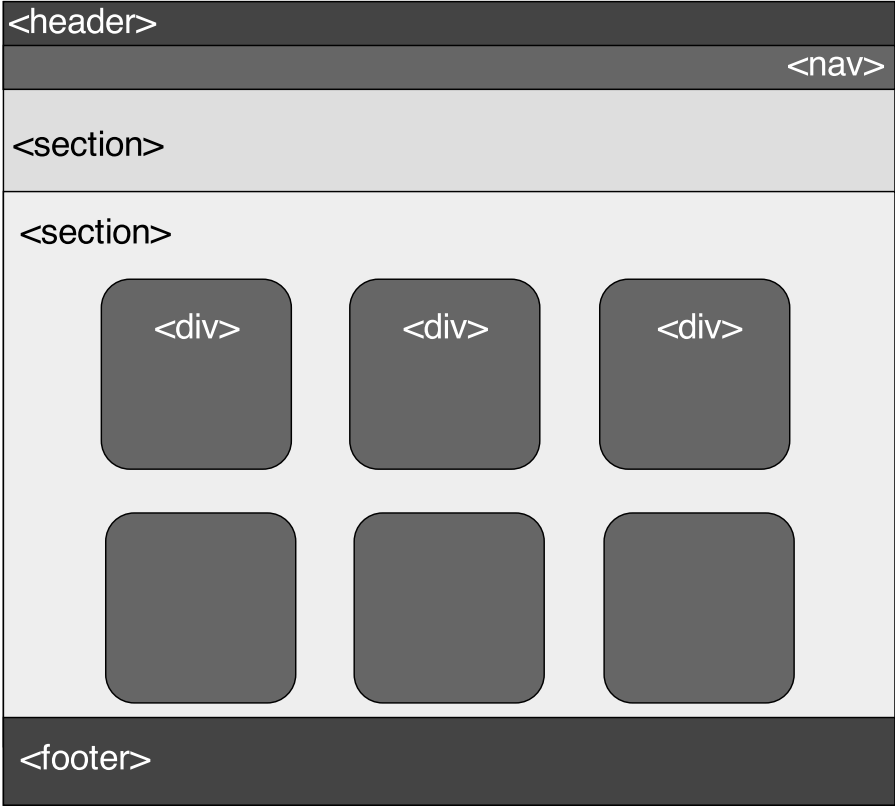 <header>
<nav>
<section>
<section>
<div> <div> <div>
<footer>